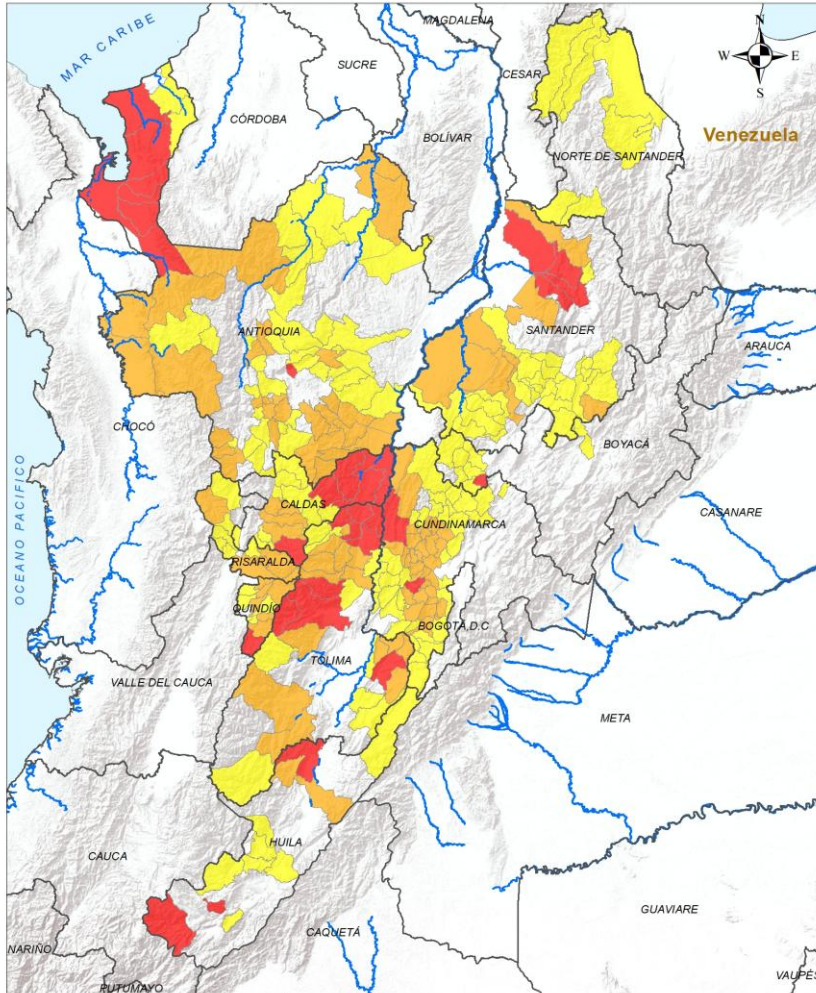 MAGDALENA
MAR CARIBE
N
W E
S
SUCRE
CESAR
CÓRDOBA
BOLÍVAR
Venezuela
NORTE DE SANTANDER
ANTIOQUIA
SANTANDER
ARAUCA
CHOCÓ
BOYACÁ
OCEANO PACIFICO
CALDAS
CUNDINAMARCA
CASANARE
RISARALDA
QUINDÍO
BOGOTÁ, D.C
TOLIMA
VALLE DEL CAUCA
META
HUILA
CAUCA
GUAVIARE
CAQUETÁ
NARIÑO
PUTUMAYO
VAUPÉS